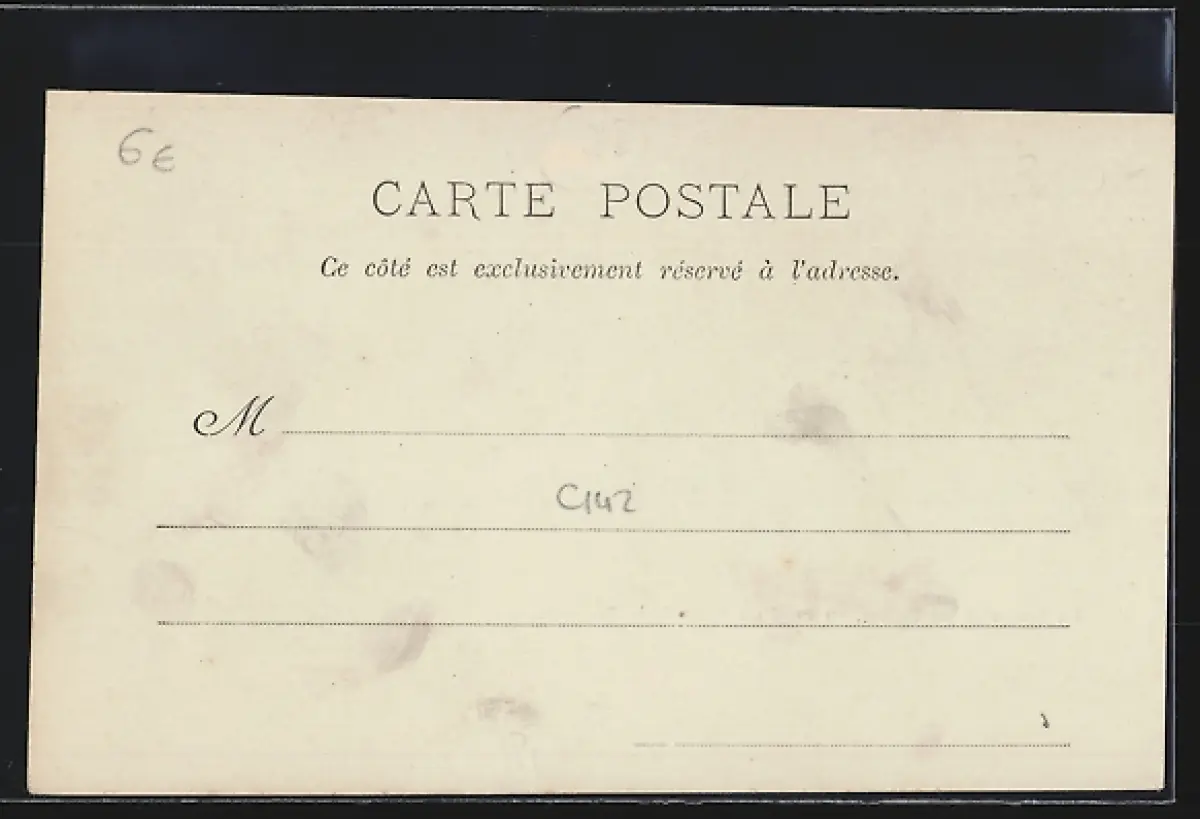 6€
CARTE POSTALE
Ce côté est exclusivement réservé à l'adresse.
M
C142